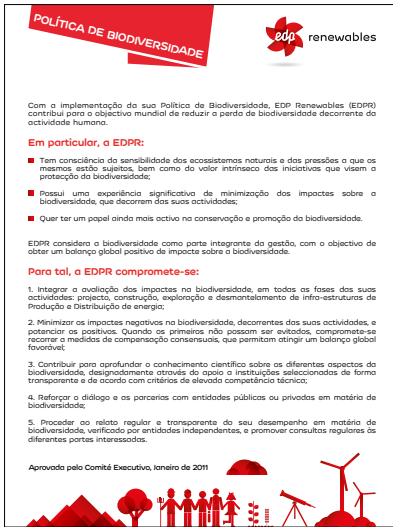 POLÍTICA DE BIODIVERSIDADE
edp renewables
Com a implementação da sua Política de Biodiversidade, EDP Renewables (EDPR)
contribui para o objectivo mundial de reduzir a perda de biodiversidade decorrente da
actividade humana.
Em particular, a EDPR:
Tem consciência da sensibilidade dos ecossistemas naturais e das pressões a que os
mesmos estão sujeitos, bem como do valor intrínseco das iniciativas que visem a
protecção da biodiversidade;
Possui uma experiência significativa de minimização dos impactes sobre a
biodiversidade, que decorrem das suas actividades;
Quer ter um papel ainda mais activo na conservação e promoção da biodiversidade.
EDPR considera a biodiversidade como parte integrante da gestão, com o objectivo de
obter um balanço global positivo de impacte sobre a biodiversidade.
Para tal, a EDPR compromete-se:
1. Integrar a avaliação dos impactes na biodiversidade, em todas as fases das suas
actividades: projecto, construção, exploração e desmantelamento de infra-estruturas de
Produção e Distribuição de energia;
2. Minimizar os impactes negativos na biodiversidade, decorrentes das suas actividades, e
potenciar os positivos. Quando os primeiros não possam ser evitados, compromete-se
recorrer a medidas de compensação consensuais, que permitam atingir um balanço global
favorável;
3. Contribuir para aprofundar o conhecimento científico sobre os diferentes aspectos da
biodiversidade, designadamente através do apoio a instituições seleccionadas de forma
transparente e de acordo com critérios de elevada competência técnica;
4. Reforçar o diálogo e as parcerias com entidades públicas ou privadas em matéria de
biodiversidade;
5. Proceder ao relato regular e transparente do seu desempenho em matéria de
biodiversidade, verificado por entidades independentes, e promover consultas regulares às
diferentes partes interessadas.
Aprovada pelo Comité Executivo, Janeiro de 2011